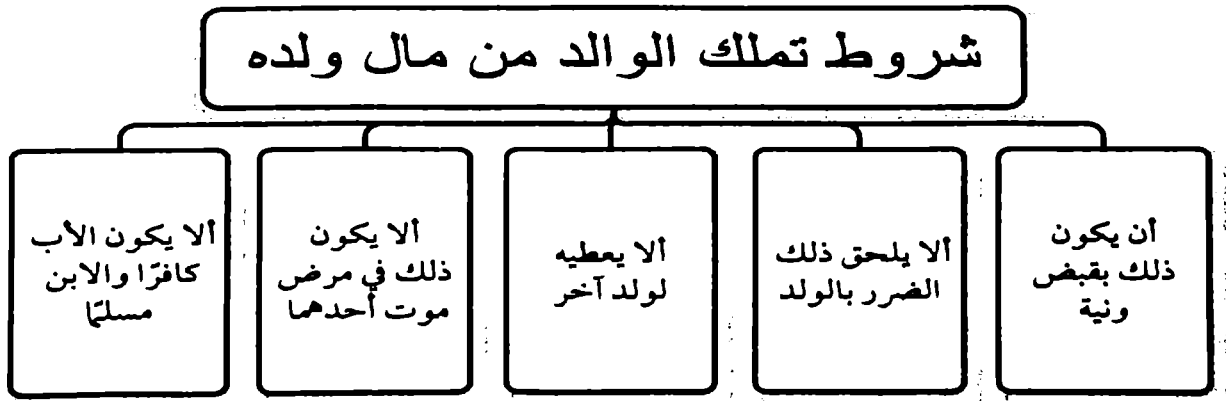 شروط تملك الوالد من مال ولده
أن يكون
ذلك بقبض
ونية
ألا يلحق ذلك
الضرر بالولد
ألا يعطيه
لولد آخر
ألا يكون
ذلك في مرض
موت أحدهما
ألا يكون الأب
كافرًا والابن
مسلمًا